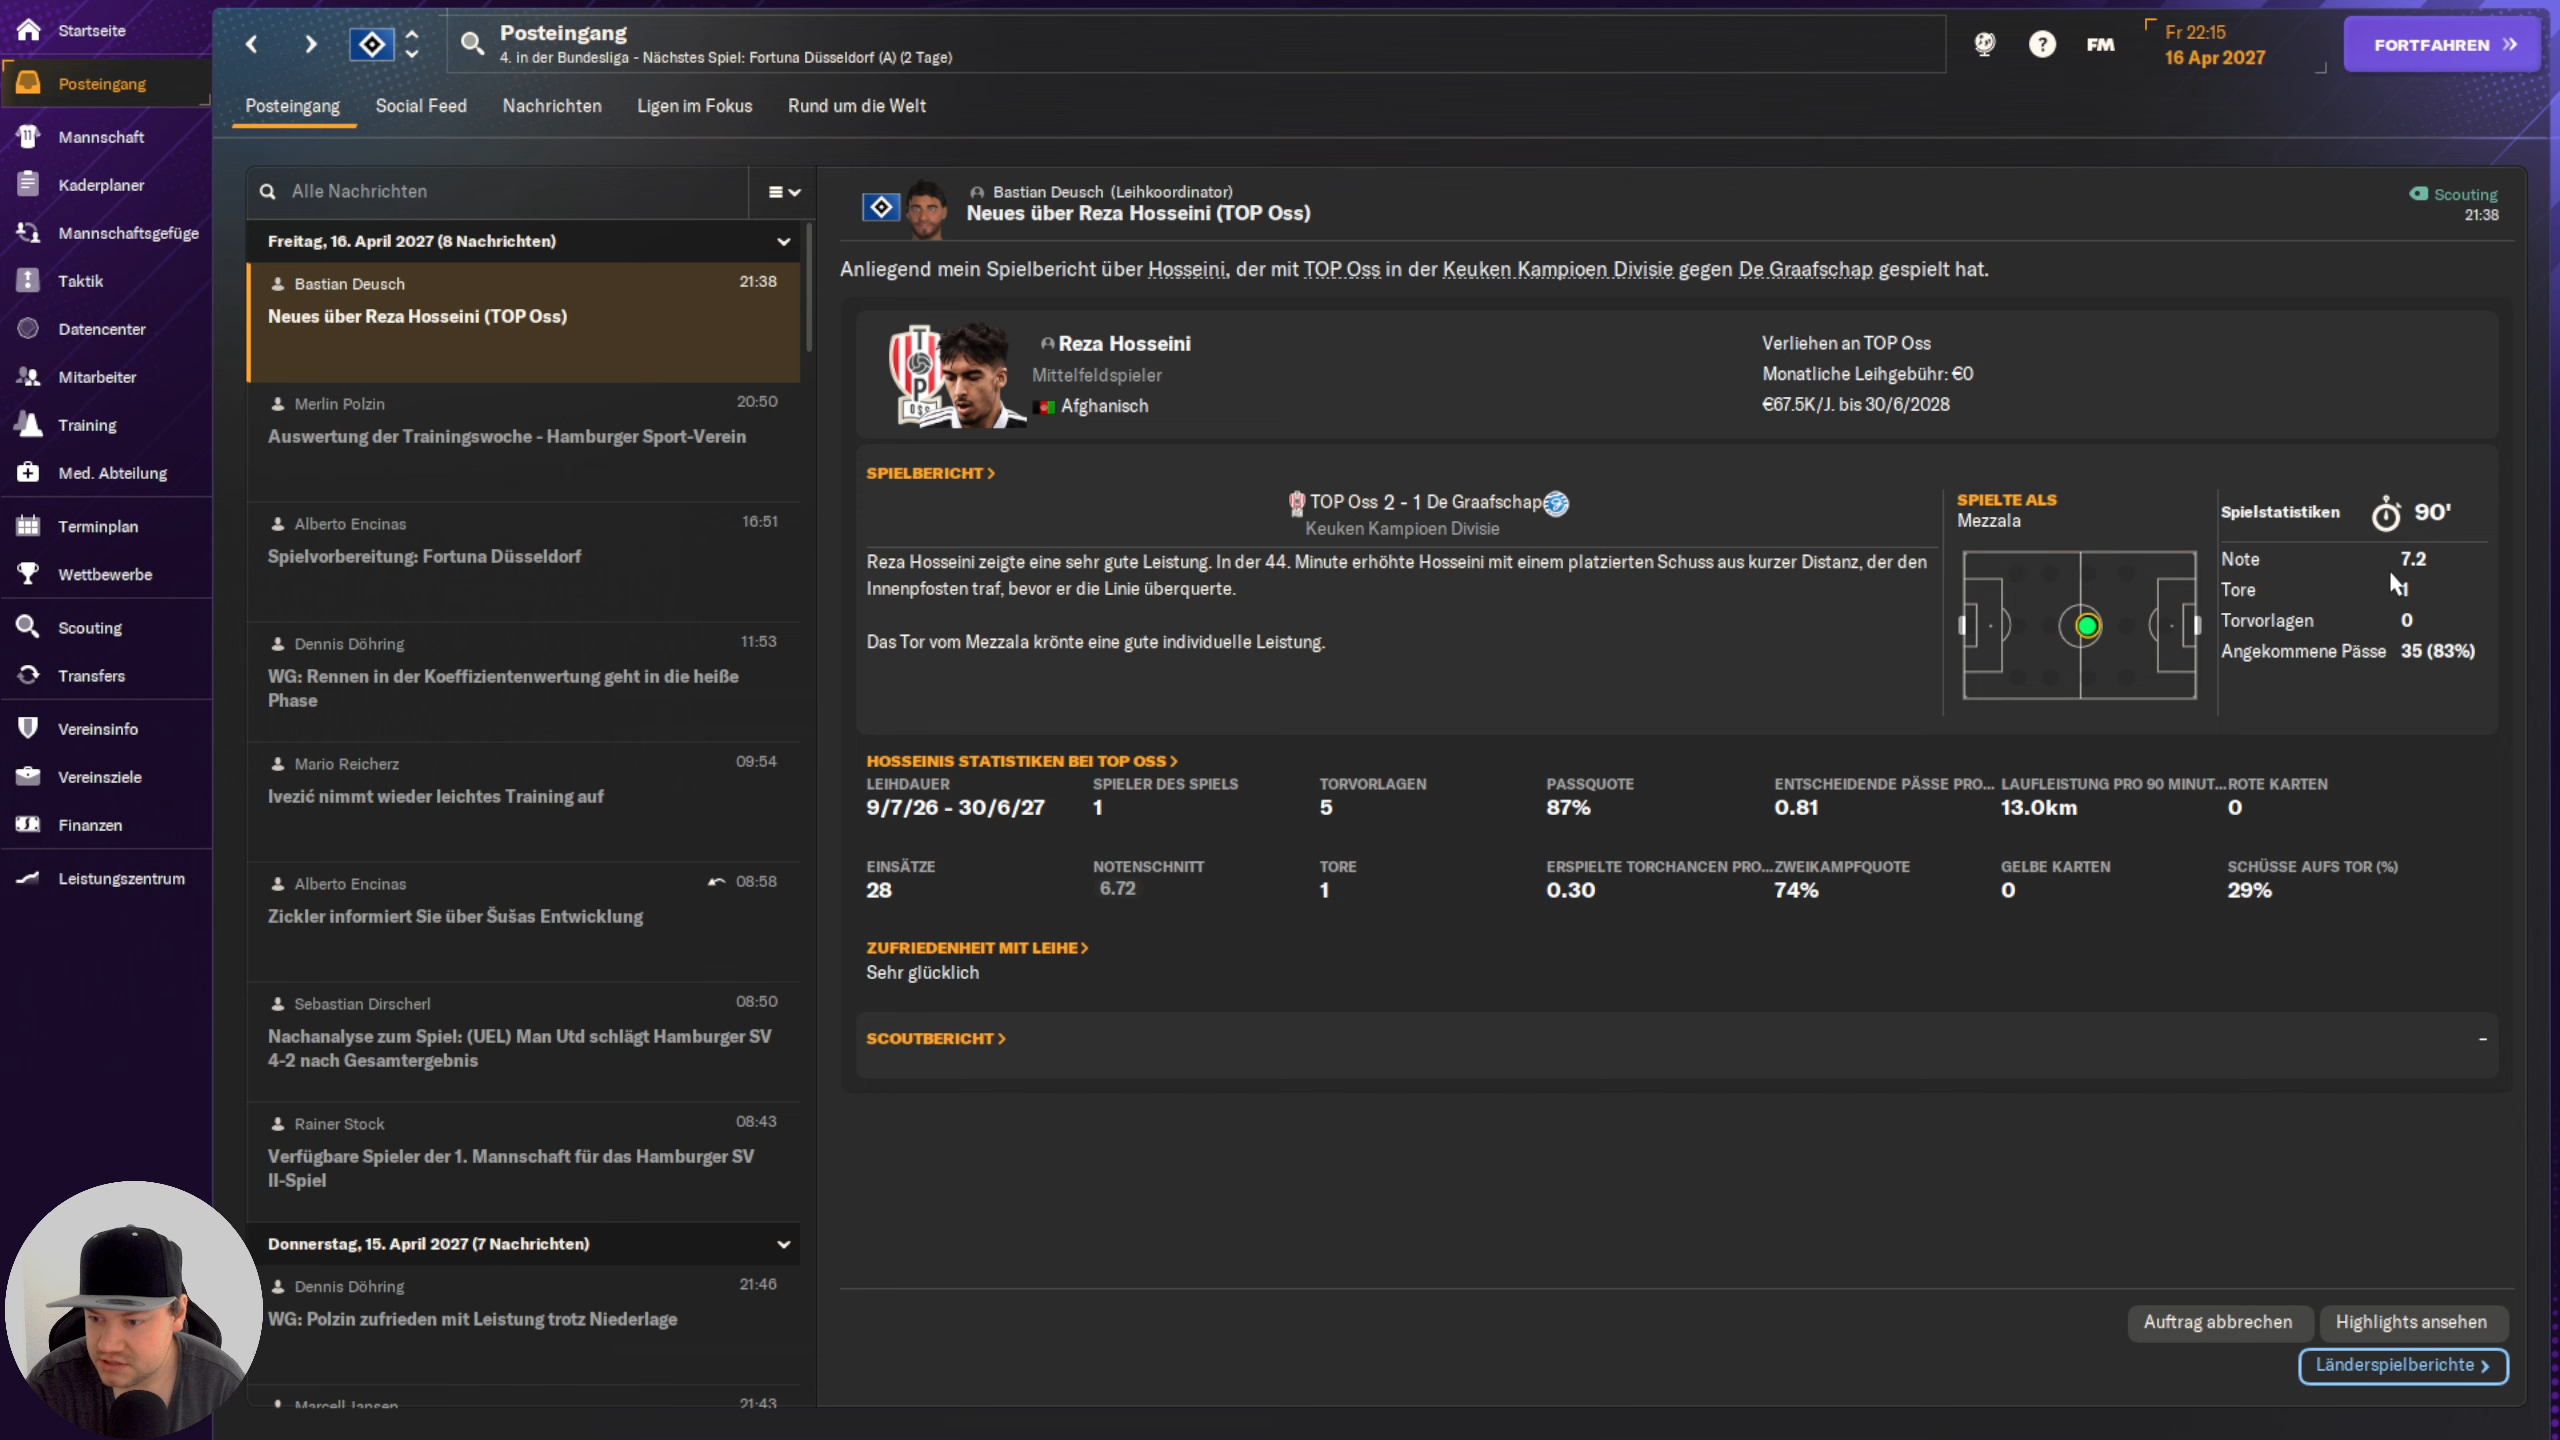 Startseite
Posteingang
Mannschaft
Kaderplaner
Mannschaftsgefüge
Taktik
Datencenter
Mitarbeiter
Training
Med. Abteilung
Terminplan
Wettbewerbe
Scouting
Transfers
Vereinsinfo
Vereinsziele
Finanzen
Leistungszentrum
Posteingang
4. in der Bundesliga - Nächstes Spiel: Fortuna Düsseldorf (A) (2 Tage)
FM
Fr 22:15
16 Apr 2027
FORTFAHREN
Posteingang Social Feed Nachrichten Ligen im Fokus Rund um die Welt
Alle Nachrichten
Freitag, 16. April 2027 (8 Nachrichten)
Bastian Deusch 21:38
Neues über Reza Hosseini (TOP Oss)
Merlin Polzin 20:50
Auswertung der Trainingswoche - Hamburger Sport-Verein
Alberto Encinas 16:51
Spielvorbereitung: Fortuna Düsseldorf
Dennis Döhring 11:53
WG: Rennen in der Koeffizientenwertung geht in die heiße
Phase
Mario Reicherz 09:54
Ivezić nimmt wieder leichtes Training auf
Alberto Encinas 08:58
Zickler informiert Sie über Šušas Entwicklung
Sebastian Dirscherl 08:50
Nachanalyse zum Spiel: (UEL) Man Utd schlägt Hamburger SV
4-2 nach Gesamtergebnis
Rainer Stock 08:43
Verfügbare Spieler der 1. Mannschaft für das Hamburger SV
II-Spiel
Donnerstag, 15. April 2027 (7 Nachrichten)
Dennis Döhring 21:46
WG: Polzin zufrieden mit Leistung trotz Niederlage
Marcell Jansen 21:43
Bastian Deusch (Leihkoordinator)
Neues über Reza Hosseini (TOP Oss)
Scouting
21:38
Anliegend mein Spielbericht über Hosseini, der mit TOP Oss in der Keuken Kampioen Divisie gegen De Graafschap gespielt hat.
TOP
OSS
Reza Hosseini
Mittelfeldspieler
Afghanisch
Verliehen an TOP Oss
Monatliche Leihgebühr: €0
€67.5K/J. bis 30/6/2028
SPIELBERICHT
TOP Oss 2 - 1 De Graafschap
Keuken Kampioen Divisie
Reza Hosseini zeigte eine sehr gute Leistung. In der 44. Minute erhöhte Hosseini mit einem platzierten Schuss aus kurzer Distanz, der den
Innenpfosten traf, bevor er die Linie überquerte.
Das Tor vom Mezzala krönte eine gute individuelle Leistung.
SPIELTE ALS
Mezzala
Spielstatistiken 90'
Note 7.2
Tore 1
Torvorlagen 0
Angekommene Pässe 35 (83%)
HOSSEINIS STATISTIKEN BEI TOP OSS
LEIHDAUER SPIELER DES SPIELS TORVORLAGEN PASSQUOTE ENTSCHEIDENDE PÄSSE PRO... LAUFLEISTUNG PRO 90 MINUT... ROTE KARTEN
9/7/26 - 30/6/27 1 5 87% 0.81 13.0km 0
EINSÄTZE NOTENSCHNITT TORE ERSPIELTE TORCHANCEN PRO... ZWEIKAMPFQUOTE GELBE KARTEN SCHÜSSE AUFS TOR (%)
28 6.72 1 0.30 74% 0 29%
ZUFRIEDENHEIT MIT LEIHE
Sehr glücklich
SCOUTBERICHT -
Auftrag abbrechen Highlights ansehen
Länderspielberichte